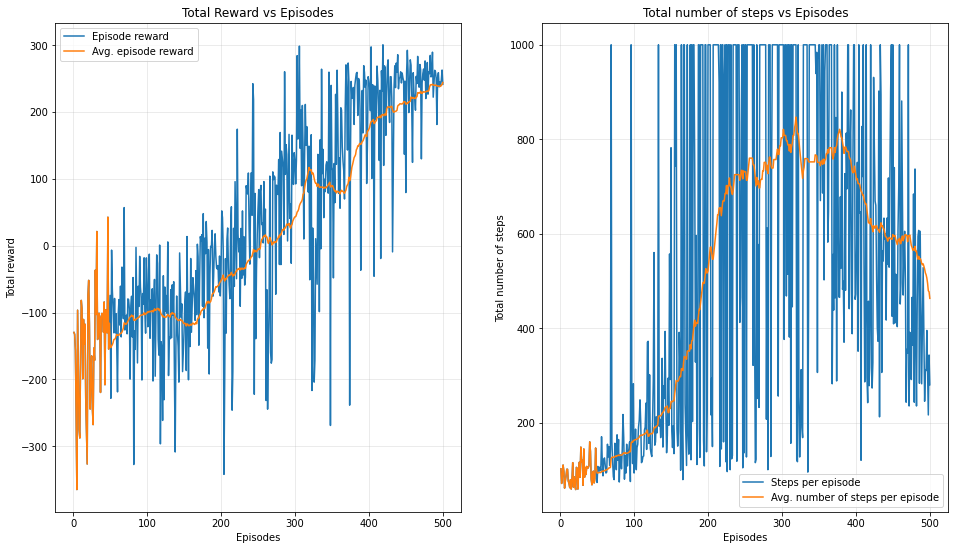 Total Reward vs Episodes
Episode reward
Avg. episode reward
300
200
100
0
−100
−200
−300
Total reward
0
100
200
300
400
500
Episodes
Total number of steps vs Episodes
1000
800
600
400
200
Total number of steps
Steps per episode
Avg. number of steps per episode
0
100
200
300
400
500
Episodes